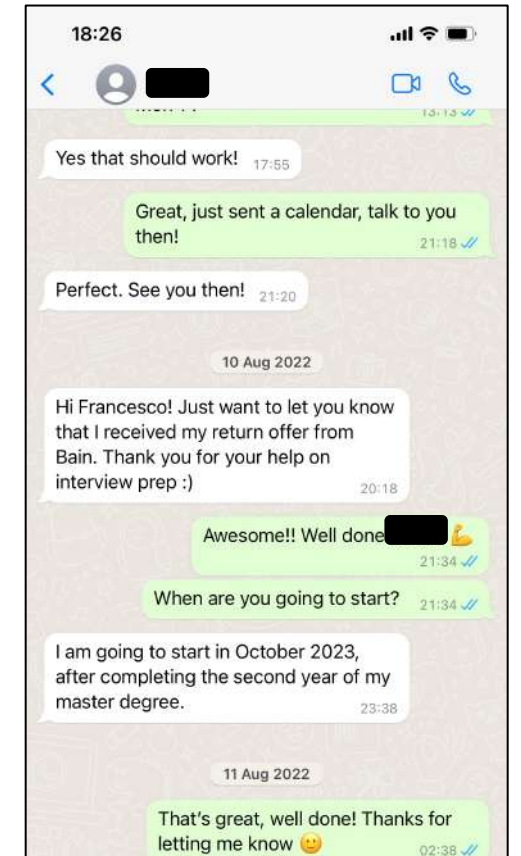 18:26
13:13
Yes that should work! 17:55
Great, just sent a calendar, talk to you
then! 21:18
Perfect. See you then! 21:20
10 Aug 2022
Hi Francesco! Just want to let you know
that I received my return offer from
Bain. Thank you for your help on
interview prep :) 20:18
Awesome!! Well done 💪
21:34
When are you going to start? 21:34
I am going to start in October 2023,
after completing the second year of my
master degree. 23:38
11 Aug 2022
That's great, well done! Thanks for
letting me know 🙂 02:38